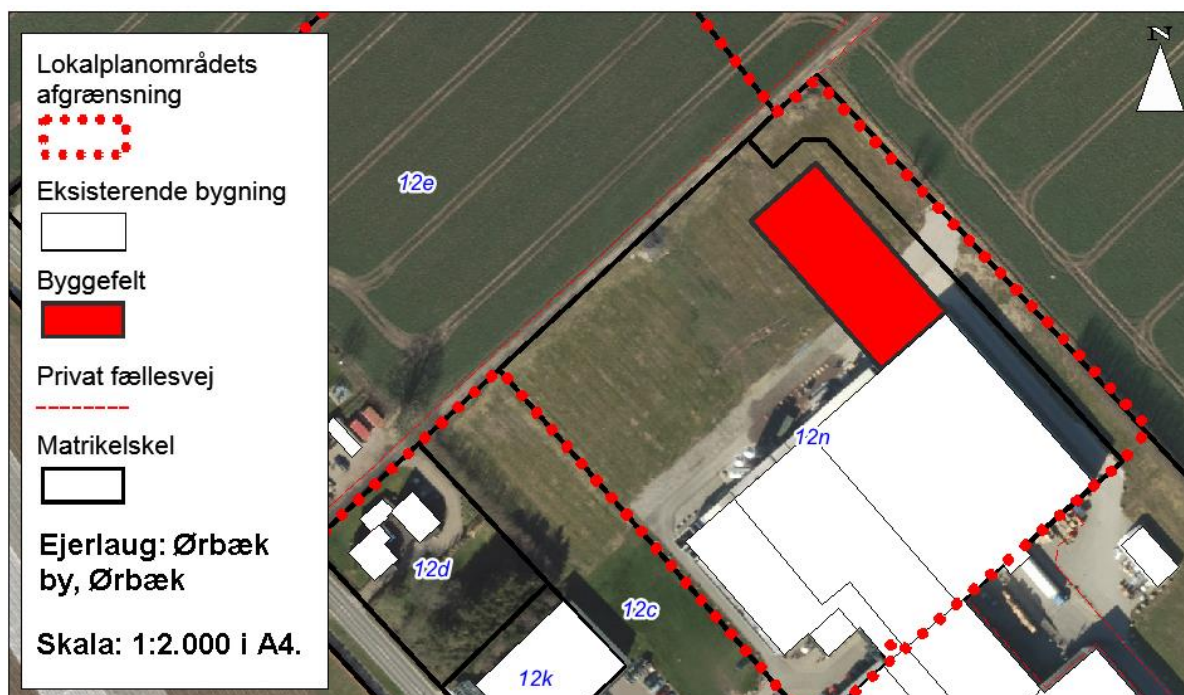 Lokalplanområdets
afgrænsning
Eksisterende bygning
Byggefelt
Privat fællesvej
Matrikelskel
Ejerlaug: Ørbæk
by, Ørbæk
Skala: 1:2.000 i A4.
N
12e
12n
12d
12c
12k